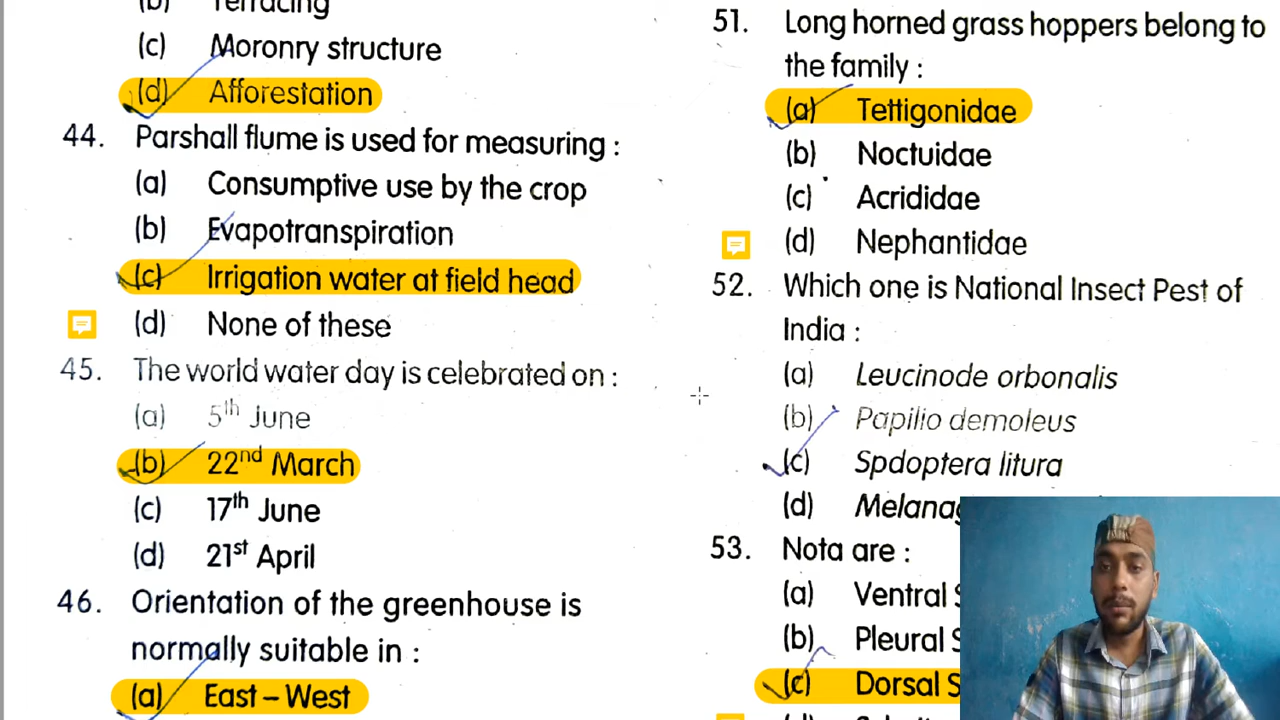 (b) Terracing
(c) Moronry structure
(d) Afforestation
44. Parshall flume is used for measuring :
(a) Consumptive use by the crop
(b) Evapotranspiration
(c) Irrigation water at field head
(d) None of these
45. The world water day is celebrated on :
(a) 5th June
(b) 22nd March
(c) 17th June
(d) 21st April
46. Orientation of the greenhouse is
normally suitable in :
(a) East – West
51. Long horned grass hoppers belong to
the family :
(a) Tettigonidae
(b) Noctuidae
(c) Acrididae
(d) Nephantidae
52. Which one is National Insect Pest of
India :
(a) Leucinode orbonalis
(b) Papilio demoleus
(c) Spdoptera litura
(d)
53. Nota are :
(a) Ventral
(b) Pleural
(c) Dorsal